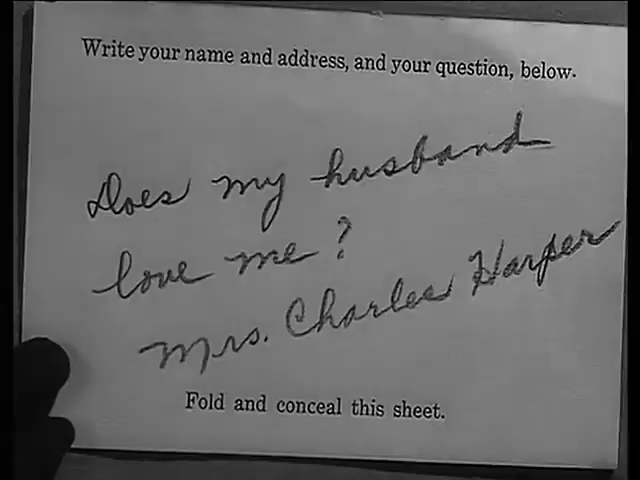 Write your name and address, and your question, below.
Does my husband
love me?
Mrs. Charles Harper
Fold and conceal this sheet.